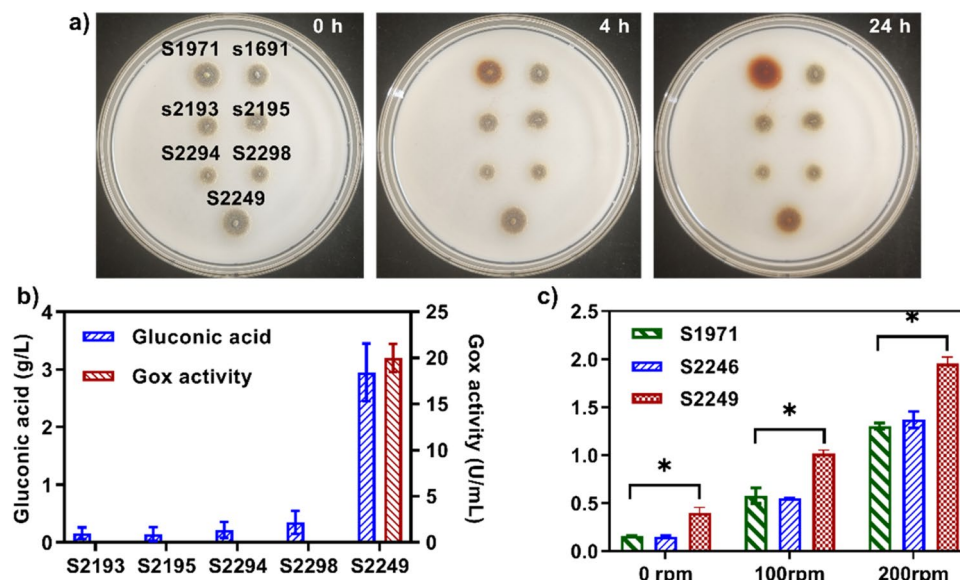 a)
0 h
4 h
24 h
S1971 s1691
s2193 s2195
S2294 S2298
S2249
b)
Gluconic acid (g/L)
4
3
2
1
0
Gluconic acid
Gox activity
25
20
15
10
5
0
Gox activity (U/mL)
S2193 S2195 S2294 S2298 S2249
c)
2.5
2.0
1.5
1.0
0.5
0.0
S1971
S2246
S2249
*
*
*
0 rpm 100rpm 200rpm